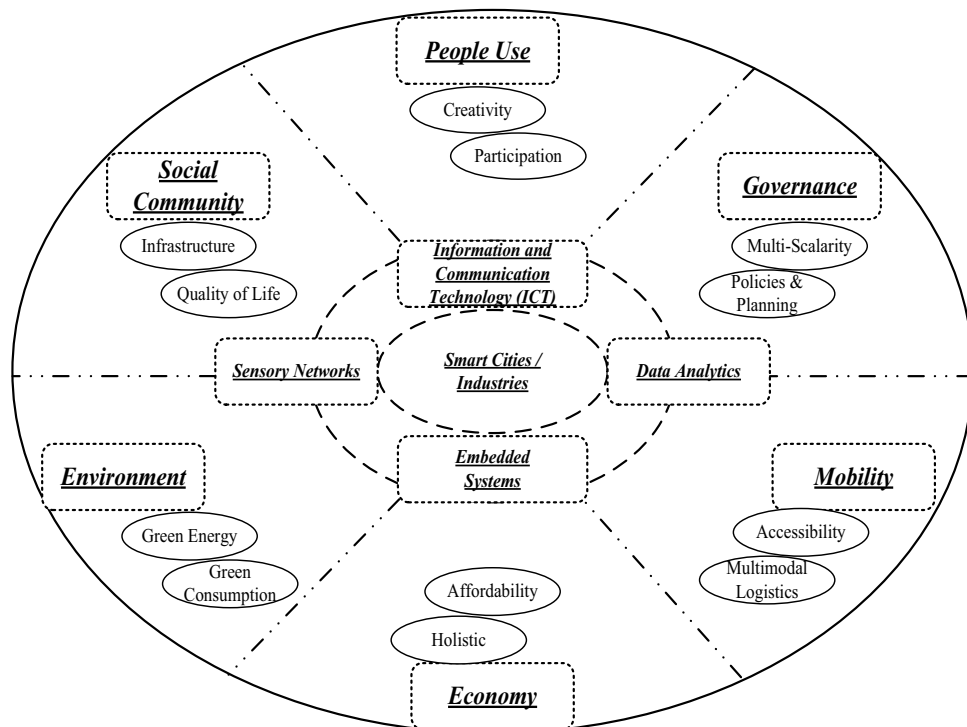 People Use
Creativity
Participation
Social
Community
Infrastructure
Quality of Life
Governance
Multi-Scalarity
Policies &
Planning
Information and
Communication
Technology (ICT)
Sensory Networks
Smart Cities /
Industries
Data Analytics
Embedded
Systems
Environment
Green Energy
Green
Consumption
Mobility
Accessibility
Multimodal
Logistics
Affordability
Holistic
Economy